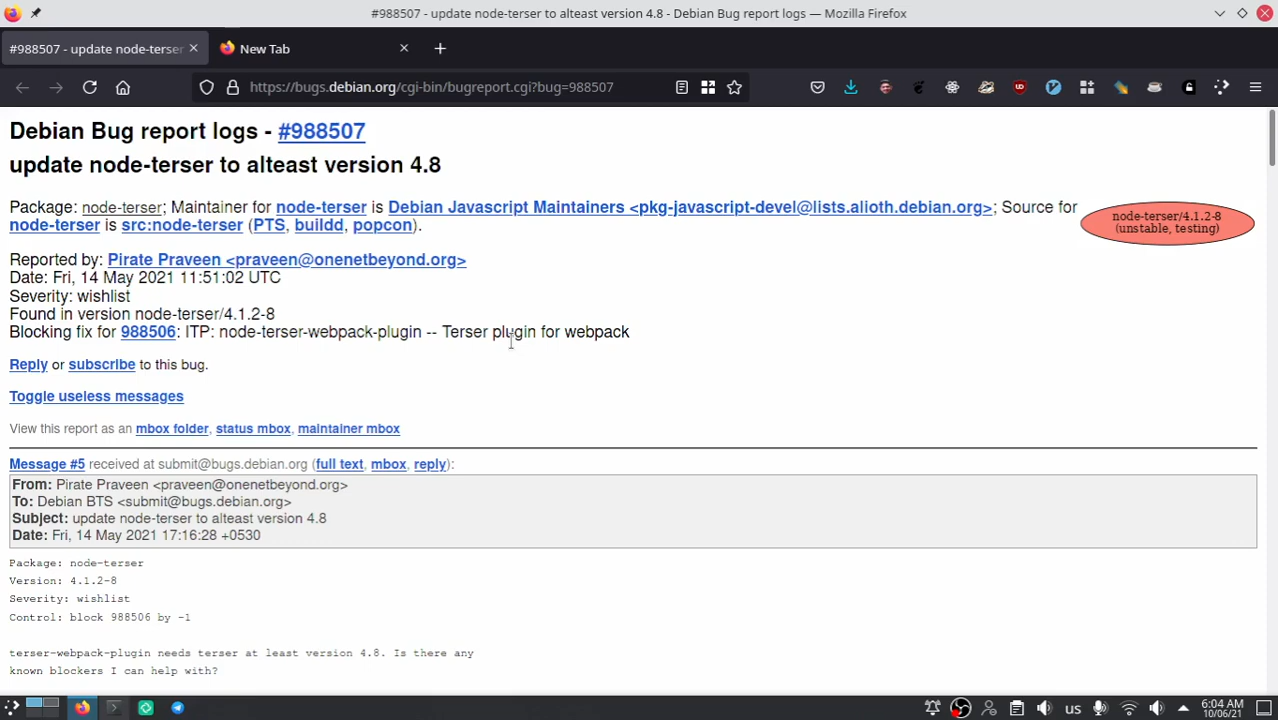 #988507 - update node-terser to alteast version 4.8 - Debian Bug report logs — Mozilla Firefox
#988507 - update node-terser
New Tab
https://bugs.debian.org/cgi-bin/bugreport.cgi?bug=988507
Debian Bug report logs - #988507
update node-terser to alteast version 4.8
Package: node-terser; Maintainer for node-terser is Debian Javascript Maintainers <pkg-javascript-devel@lists.alioth.debian.org>; Source for
node-terser is src:node-terser (PTS, buildd, popcon).
node-terser/4.1.2-8
(unstable, testing)
Reported by: Pirate Praveen <praveen@onenetbeyond.org>
Date: Fri, 14 May 2021 11:51:02 UTC
Severity: wishlist
Found in version node-terser/4.1.2-8
Blocking fix for 988506: ITP: node-terser-webpack-plugin -- Terser plugin for webpack
Reply or subscribe to this bug.
Toggle useless messages
View this report as an mbox folder, status mbox, maintainer mbox
Message #5 received at submit@bugs.debian.org (full text, mbox, reply):
From: Pirate Praveen <praveen@onenetbeyond.org>
To: Debian BTS <submit@bugs.debian.org>
Subject: update node-terser to alteast version 4.8
Date: Fri, 14 May 2021 17:16:28 +0530
Package: node-terser
Version: 4.1.2-8
Severity: wishlist
Control: block 988506 by -1
terser-webpack-plugin needs terser at least version 4.8. Is there any
known blockers I can help with?
us
6:04 AM
10/06/21